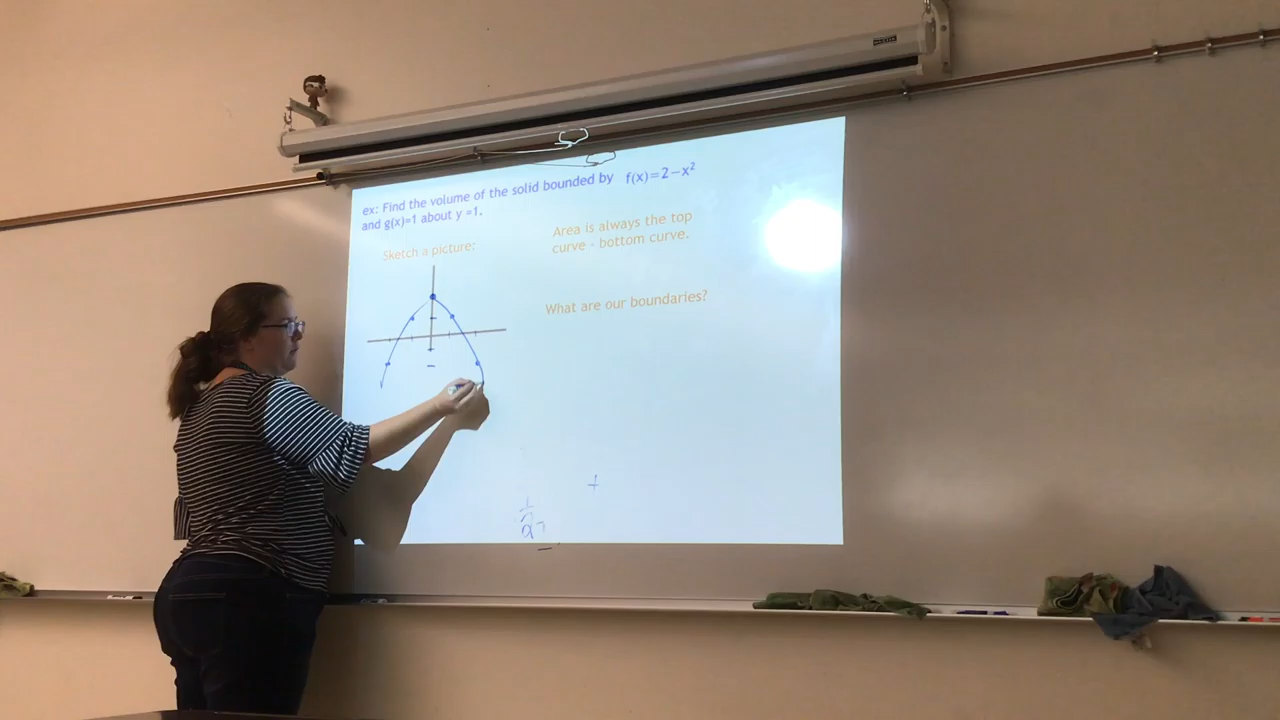 ex: Find the volume of the solid bounded by f(x)=2-x²
and g(x)=1 about y =1.
Area is always the top
curve - bottom curve.
Sketch a picture:
What are our boundaries?